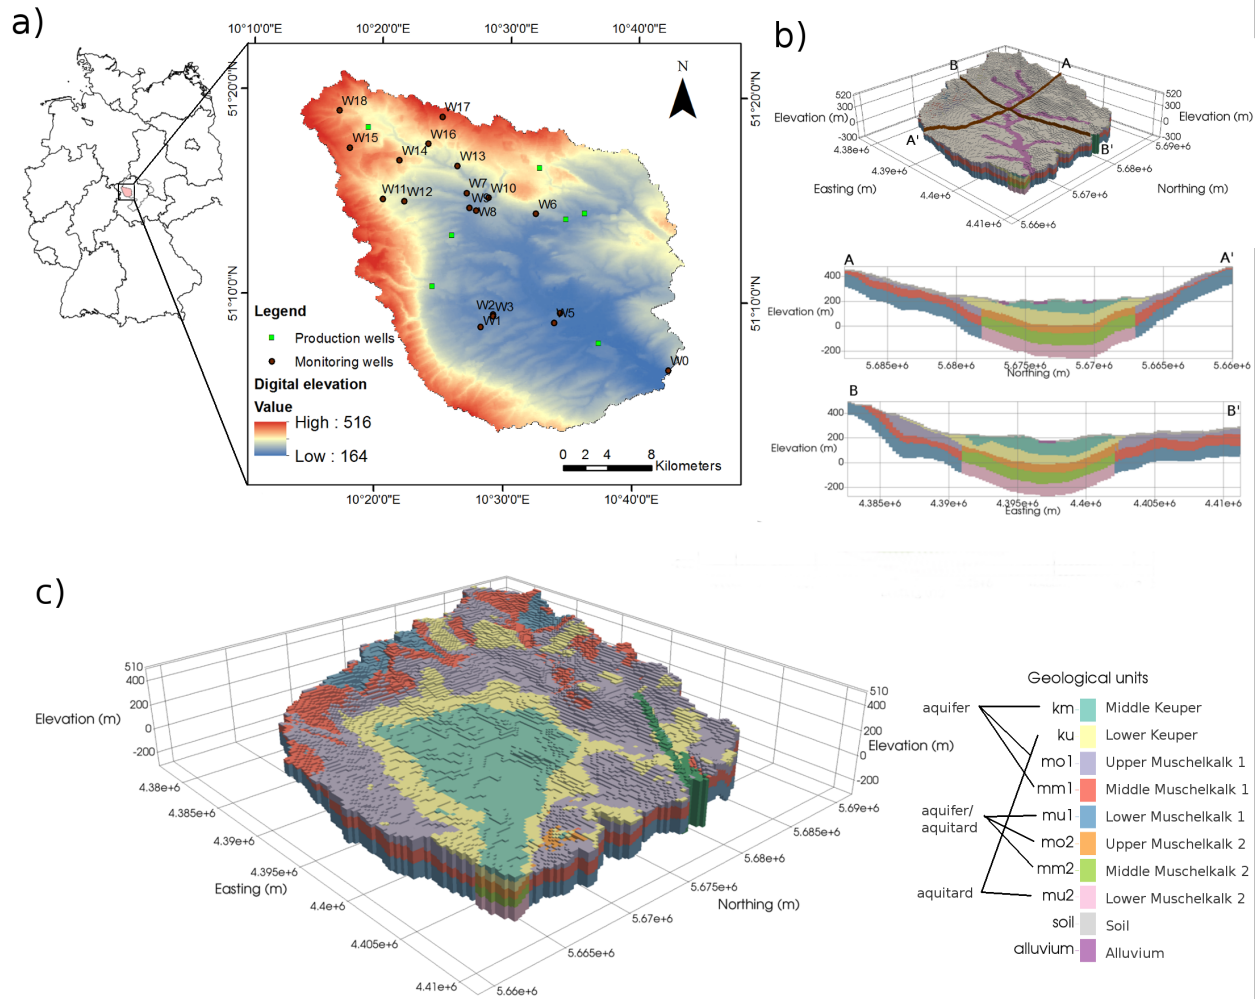 a)
10°10'0"E
10°20'0"E
10°30'0"E
10°40'0"E
51°20'0"N
51°20'0"N
N
W18
W17
W15
W16
W14
W13
W11
W12
W7
W10
W9
W8
W6
W2
W3
W1
W5
W0
51°10'0"N
51°10'0"N
Legend
Production wells
Monitoring wells
Digital elevation
Value
High : 516
Low : 164
0 2 4 8
Kilometers
10°20'0"E
10°30'0"E
10°40'0"E
b)
B
A
A'
B'
520
300
0
-300
Elevation (m)
520
300
0
-300
Elevation (m)
4.38e+6
4.39e+6
4.4e+6
4.41e+6
Easting (m)
5.69e+6
5.68e+6
5.67e+6
5.66e+6
Northing (m)
A
A'
400
200
0
-200
Elevation (m)
5.685e+6
5.68e+6
5.675e+6
5.67e+6
5.665e+6
5.66e+6
Northing (m)
B
B'
400
200
0
-200
Elevation (m)
4.385e+6
4.39e+6
4.395e+6
4.4e+6
4.405e+6
4.41e+6
Easting (m)
c)
510
400
200
0
-200
Elevation (m)
510
400
200
0
-200
Elevation (m)
4.38e+6
4.385e+6
4.39e+6
4.395e+6
4.4e+6
4.405e+6
4.41e+6
Easting (m)
5.69e+6
5.685e+6
5.68e+6
5.675e+6
5.67e+6
5.665e+6
5.66e+6
Northing (m)
Geological units
aquifer
aquifer/
aquitard
aquitard
km Middle Keuper
ku Lower Keuper
mo1 Upper Muschelkalk 1
mm1 Middle Muschelkalk 1
mu1 Lower Muschelkalk 1
mo2 Upper Muschelkalk 2
mm2 Middle Muschelkalk 2
mu2 Lower Muschelkalk 2
soil Soil
alluvium Alluvium